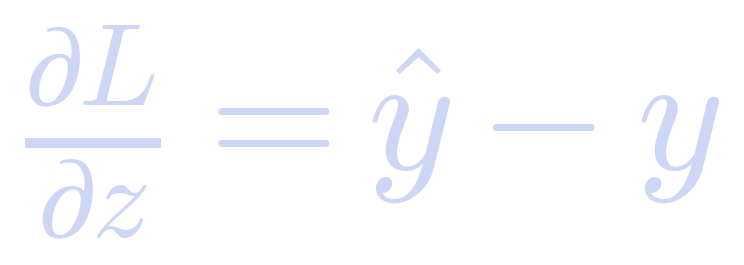 ∂L/∂z = ŷ − y